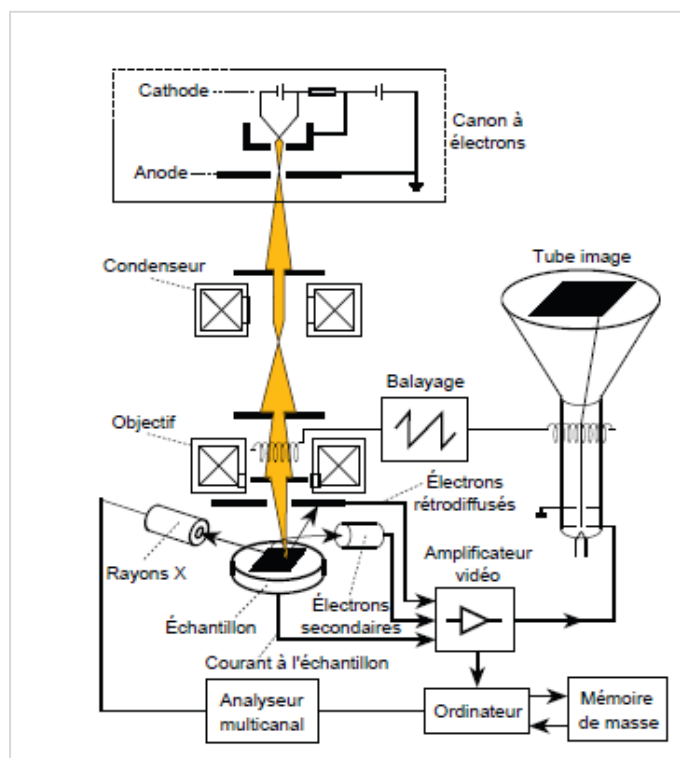 Cathode
Canon à
électrons
Anode
Condenseur
Tube image
Balayage
Objectif
Électrons
rétrodiffusés
Rayons X
Amplificateur
vidéo
Échantillon
Électrons
secondaires
Courant à l'échantillon
Analyseur
multicanal
Ordinateur
Mémoire
de masse